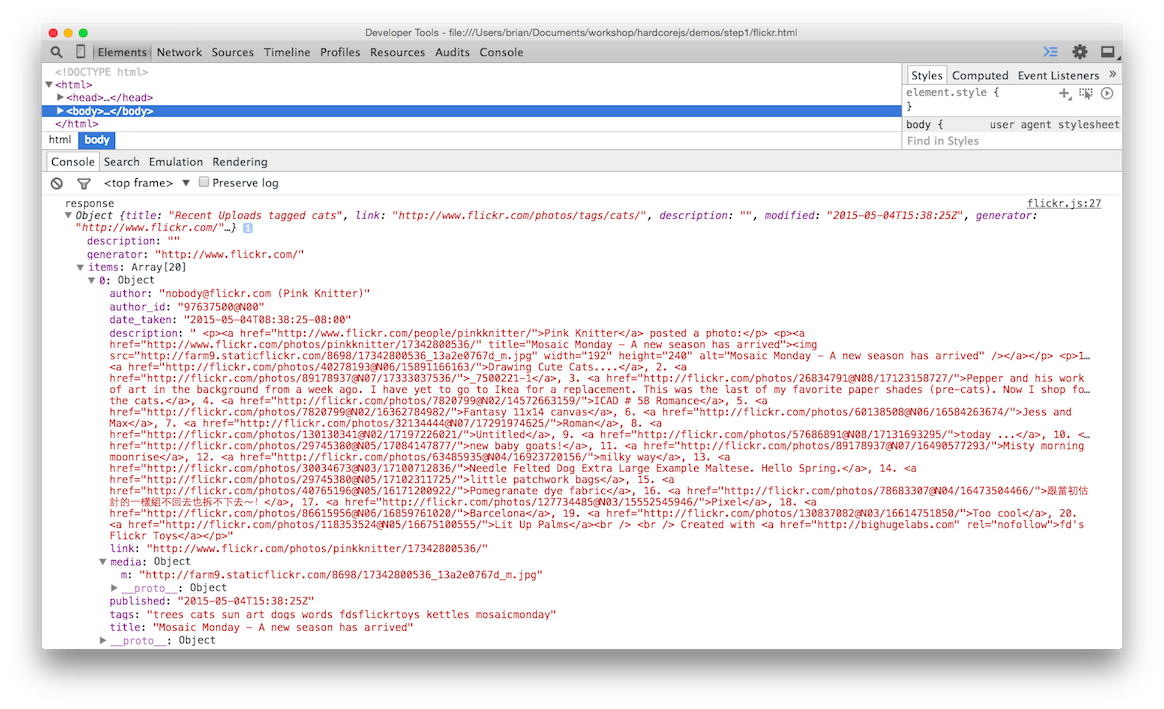 Developer Tools - file:///Users/brian/Documents/workshop/hardcorejs/demos/step1/flickr.html
Elements Network Sources Timeline Profiles Resources Audits Console
<!DOCTYPE html>
<html>
<head>…</head>
<body>…</body>
</html>
html body
Styles Computed Event Listeners »
element.style {
}
body { user agent stylesheet
Find in Styles
Console Search Emulation Rendering
<top frame> Preserve log
response flickr.js:27
Object {title: "Recent Uploads tagged cats", link: "http://www.flickr.com/photos/tags/cats/", description: "", modified: "2015-05-04T15:38:25Z", generator:
"http://www.flickr.com/"…}
description: ""
generator: "http://www.flickr.com/"
items: Array[20]
0: Object
author: "nobody@flickr.com (Pink Knitter)"
author_id: "97637500@N00"
date_taken: "2015-05-04T08:38:25-08:00"
description: " <p><a href="http://www.flickr.com/people/pinkknitter/">Pink Knitter</a> posted a photo:</p> <p><a
href="http://www.flickr.com/photos/pinkknitter/17342800536/" title="Mosaic Monday - A new season has arrived"><img
src="http://farm9.staticflickr.com/8698/17342800536_13a2e0767d_m.jpg" width="192" height="240" alt="Mosaic Monday - A new season has arrived" /></a></p> <p>1…
<a href="http://flickr.com/photos/40278193@N06/15891166163/">Drawing Cute Cats....</a>, 2. <a
href="http://flickr.com/photos/89178937@N07/17333037536/">_7500221-1</a>, 3. <a href="http://flickr.com/photos/26834791@N08/17123158727/">Pepper and his work
of art in the background from a week ago. I have yet to go to Ikea for a replacement. This was the last of my favorite paper shades (pre-cats). Now I shop fo…
the cats.</a>, 4. <a href="http://flickr.com/photos/7820799@N02/14572663159/">ICAD # 58 Romance</a>, 5. <a
href="http://flickr.com/photos/7820799@N02/16362784982/">Fantasy 11x14 canvas</a>, 6. <a href="http://flickr.com/photos/60138508@N06/16584263674/">Jess and
Max</a>, 7. <a href="http://flickr.com/photos/32134444@N07/17291974625/">Roman</a>, 8. <a
href="http://flickr.com/photos/130130341@N02/17197226021/">Untitled</a>, 9. <a href="http://flickr.com/photos/57686891@N08/17131693295/">today ...</a>, 10. <…
href="http://flickr.com/photos/29745380@N05/17084147877/">new baby goats!</a>, 11. <a href="http://flickr.com/photos/89178937@N07/16490577293/">Misty morning
moonrise</a>, 12. <a href="http://flickr.com/photos/63485935@N04/16923720156/">milky way</a>, 13. <a
href="http://flickr.com/photos/30034673@N03/17100712836/">Needle Felted Dog Extra Large Example Maltese. Hello Spring.</a>, 14. <a
href="http://flickr.com/photos/29745380@N05/17102311725/">little patchwork bags</a>, 15. <a
href="http://flickr.com/photos/40765196@N05/16171200922/">Pomegranate dye fabric</a>, 16. <a href="http://flickr.com/photos/78683307@N04/16473504466/">跟當初估
計的一樣組不回去也拆不下去~! </a>, 17. <a href="http://flickr.com/photos/127734485@N03/15552545946/">Pixel</a>, 18. <a
href="http://flickr.com/photos/86615956@N06/16859761020/">Barcelona</a>, 19. <a href="http://flickr.com/photos/130837082@N03/16614751850/">Too cool</a>, 20.
<a href="http://flickr.com/photos/118353524@N05/16675100555/">Lit Up Palms</a><br /> <br /> Created with <a href="http://bighugelabs.com" rel="nofollow">fd's
Flickr Toys</a></p>"
link: "http://www.flickr.com/photos/pinkknitter/17342800536/"
media: Object
m: "http://farm9.staticflickr.com/8698/17342800536_13a2e0767d_m.jpg"
__proto__: Object
published: "2015-05-04T15:38:25Z"
tags: "trees cats sun art dogs words fdsflickrtoys kettles mosaicmonday"
title: "Mosaic Monday - A new season has arrived"
__proto__: Object